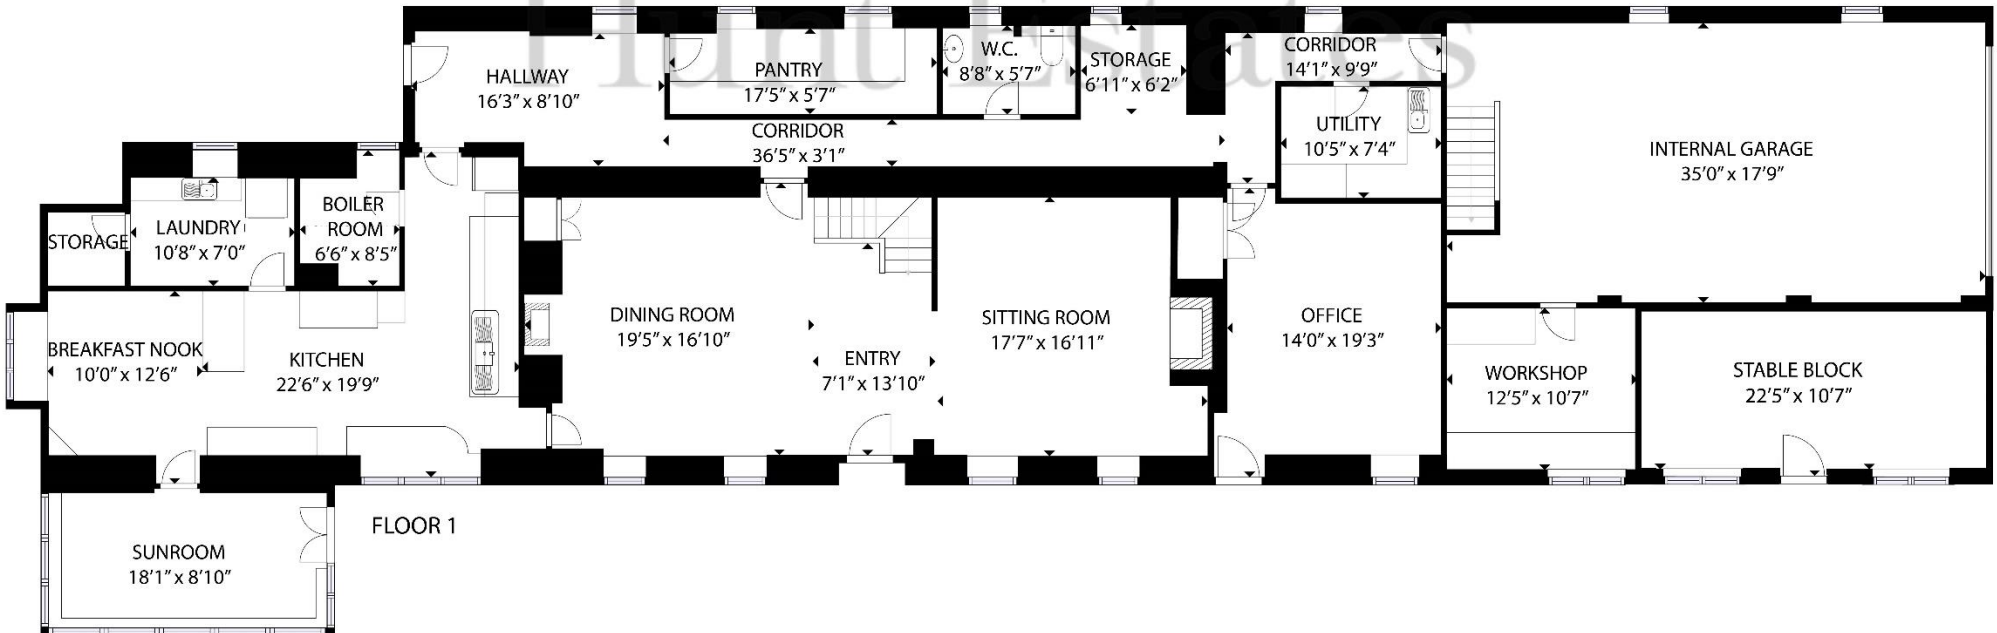 Hunt Estates
HALLWAY
16'3" x 8'10"
PANTRY
17'5" x 5'7"
W.C.
8'8" x 5'7"
STORAGE
6'11" x 6'2"
CORRIDOR
14'1" x 9'9"
CORRIDOR
36'5" x 3'1"
UTILITY
10'5" x 7'4"
INTERNAL GARAGE
35'0" x 17'9"
STORAGE
LAUNDRY
10'8" x 7'0"
BOILER
ROOM
6'6" x 8'5"
BREAKFAST NOOK
10'0" x 12'6"
KITCHEN
22'6" x 19'9"
DINING ROOM
19'5" x 16'10"
ENTRY
7'1" x 13'10"
SITTING ROOM
17'7" x 16'11"
OFFICE
14'0" x 19'3"
WORKSHOP
12'5" x 10'7"
STABLE BLOCK
22'5" x 10'7"
SUNROOM
18'1" x 8'10"
FLOOR 1